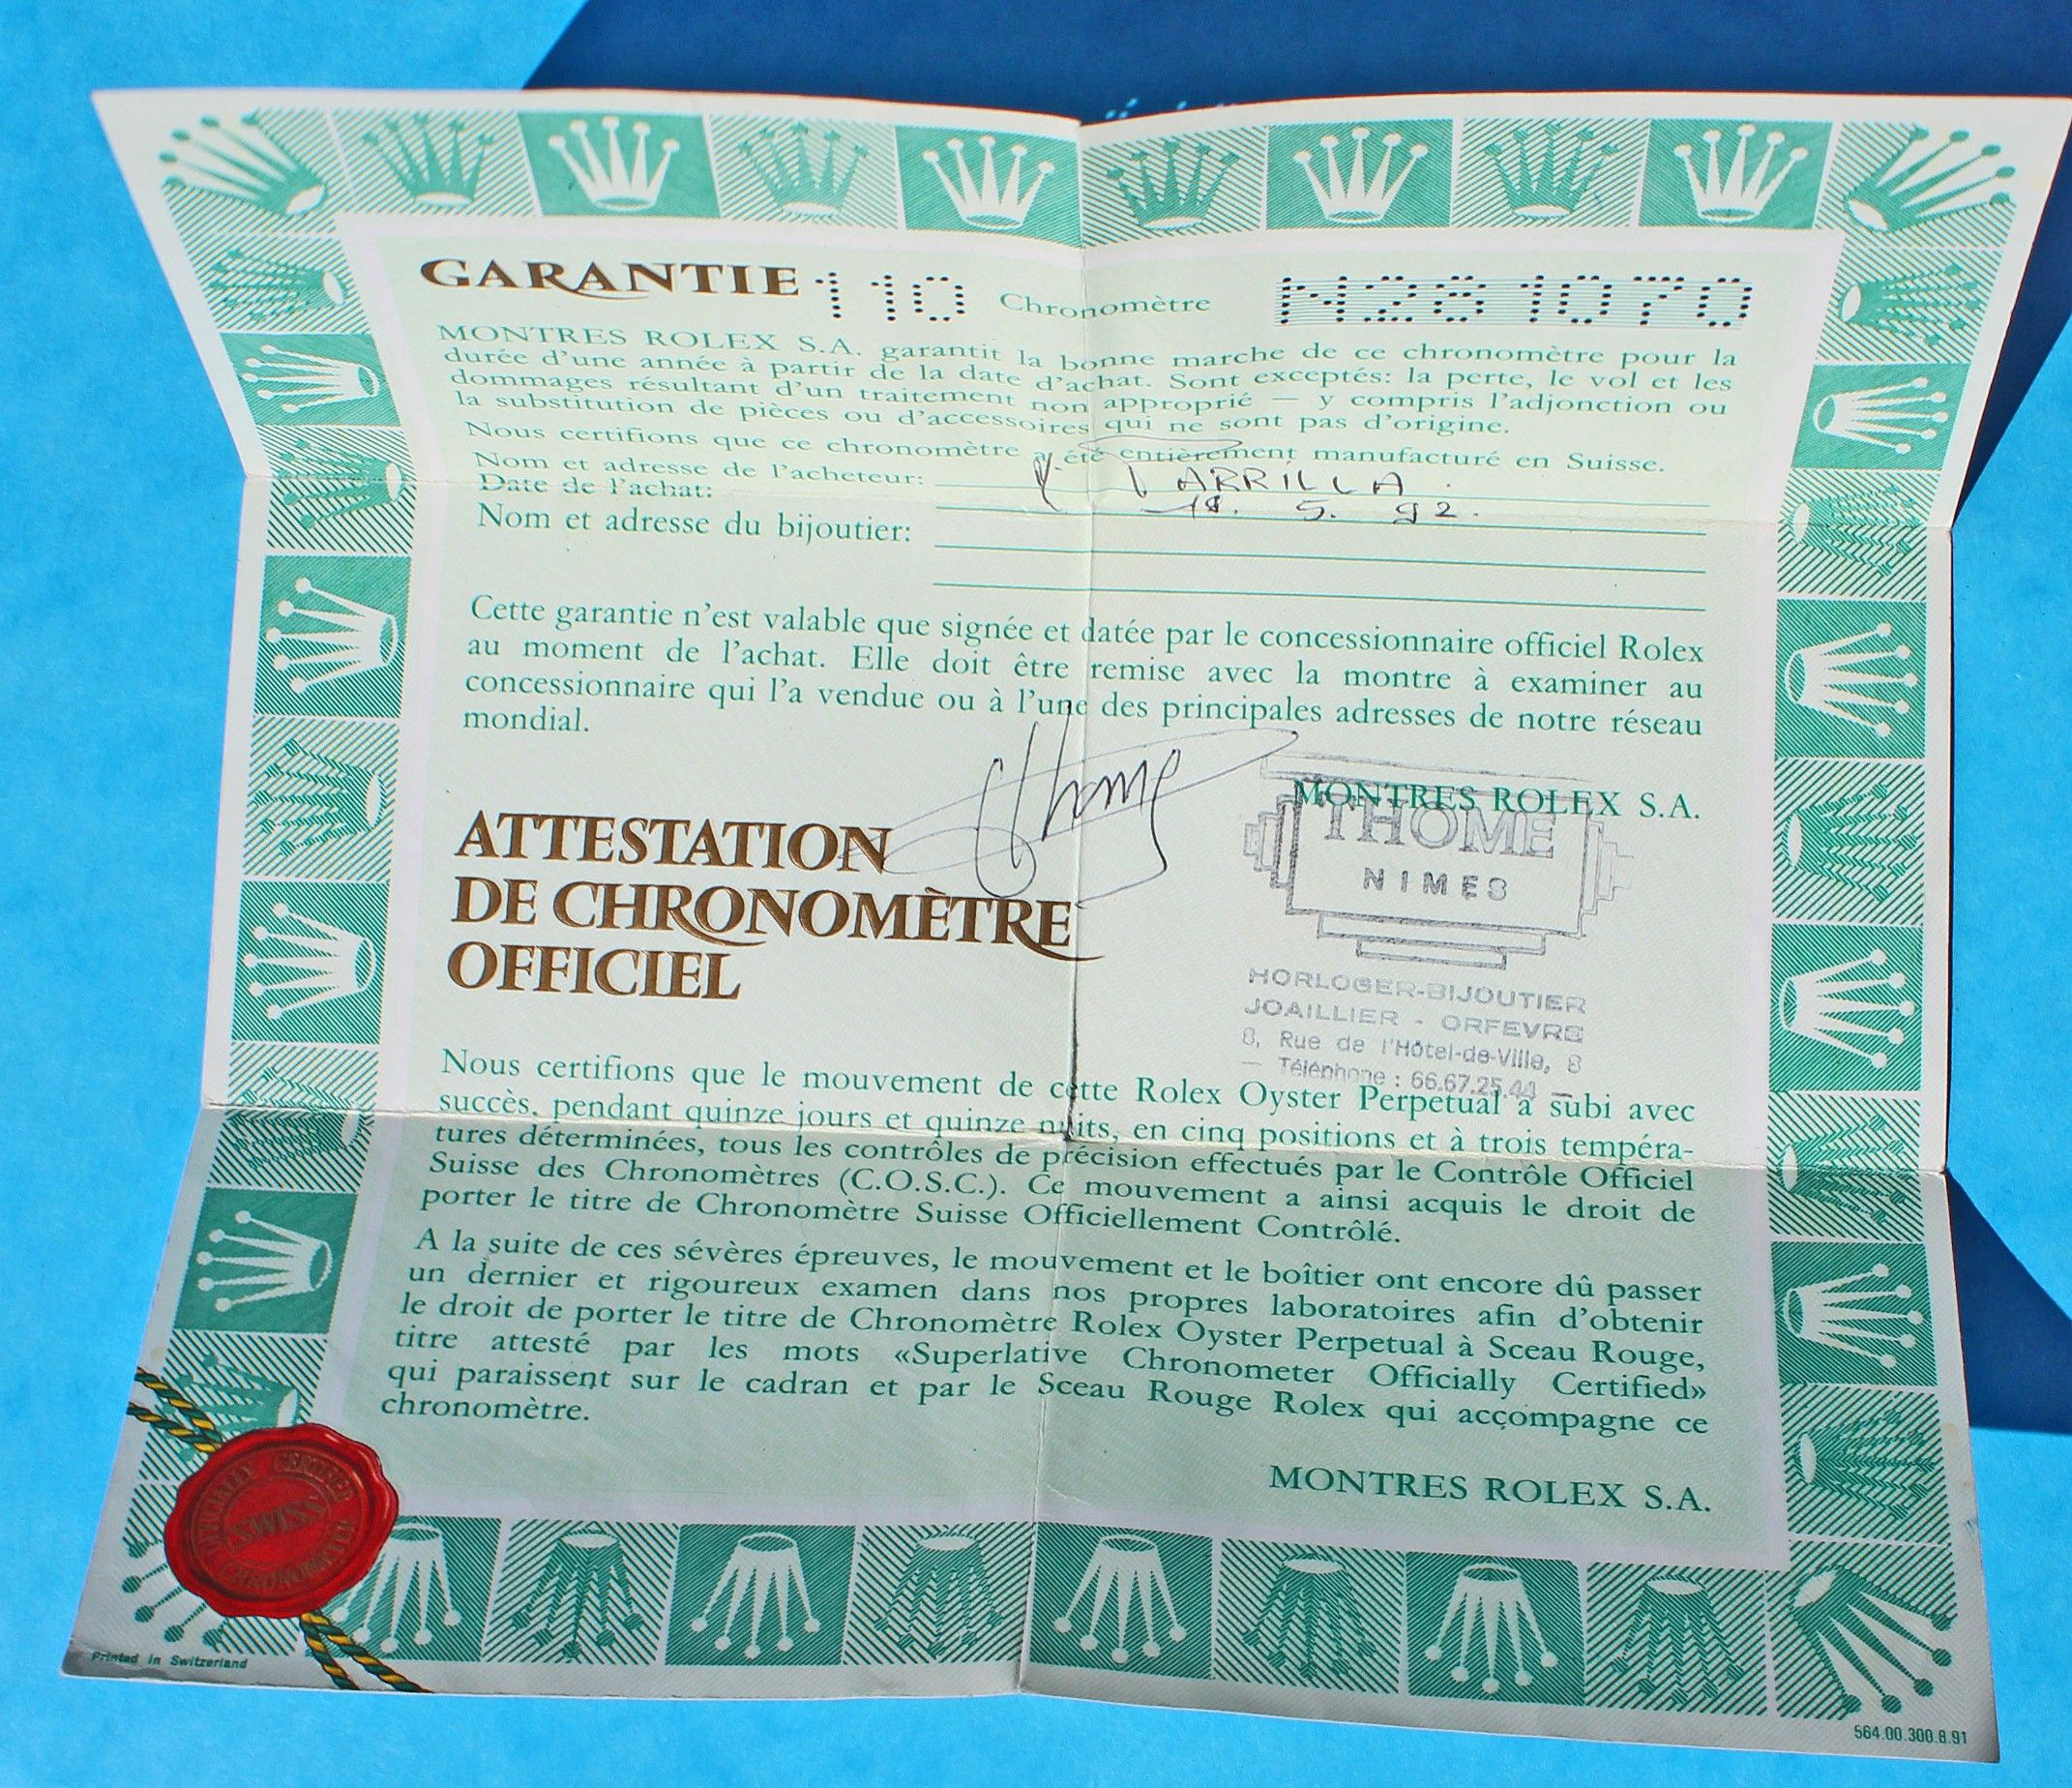 GARANTIE 110 Chronomètre N281070
MONTRES ROLEX S.A. garantit la bonne marche de ce chronomètre pour la
durée d'une année à partir de la date d'achat. Sont exceptés: la perte, le vol et les
dommages résultant d'un traitement non approprié — y compris l'adjonction ou
la substitution de pièces ou d'accessoires qui ne sont pas d'origine.
Nous certifions que ce chronomètre a été entièrement manufacturé en Suisse.
Nom et adresse de l'acheteur:
Date de l'achat: 18. 5. 92.
Nom et adresse du bijoutier:
Cette garantie n'est valable que signée et datée par le concessionnaire officiel Rolex
au moment de l'achat. Elle doit être remise avec la montre à examiner au
concessionnaire qui l'a vendue ou à l'une des principales adresses de notre réseau
mondial.
Thome
MONTRES ROLEX S.A.
THOME
NIMES
HORLOGER-BIJOUTIER
JOAILLIER - ORFEVRE
8, Rue de l'Hôtel-de-Ville, 8
— Téléphone : 66.67.25.44 —
ATTESTATION
DE CHRONOMÈTRE
OFFICIEL
Nous certifions que le mouvement de cette Rolex Oyster Perpetual a subi avec
succès, pendant quinze jours et quinze nuits, en cinq positions et à trois tempéra-
tures déterminées, tous les contrôles de précision effectués par le Contrôle Officiel
Suisse des Chronomètres (C.O.S.C.). Ce mouvement a ainsi acquis le droit de
porter le titre de Chronomètre Suisse Officiellement Contrôlé.
A la suite de ces sévères épreuves, le mouvement et le boîtier ont encore dû passer
un dernier et rigoureux examen dans nos propres laboratoires afin d'obtenir
le droit de porter le titre de Chronomètre Rolex Oyster Perpetual à Sceau Rouge,
titre attesté par les mots «Superlative Chronometer Officially Certified»
qui paraissent sur le cadran et par le Sceau Rouge Rolex qui accompagne ce
chronomètre.
MONTRES ROLEX S.A.
OFFICIALLY CERTIFIED
SWISS
CHRONOMETER
Printed in Switzerland
564.00.300.8.91